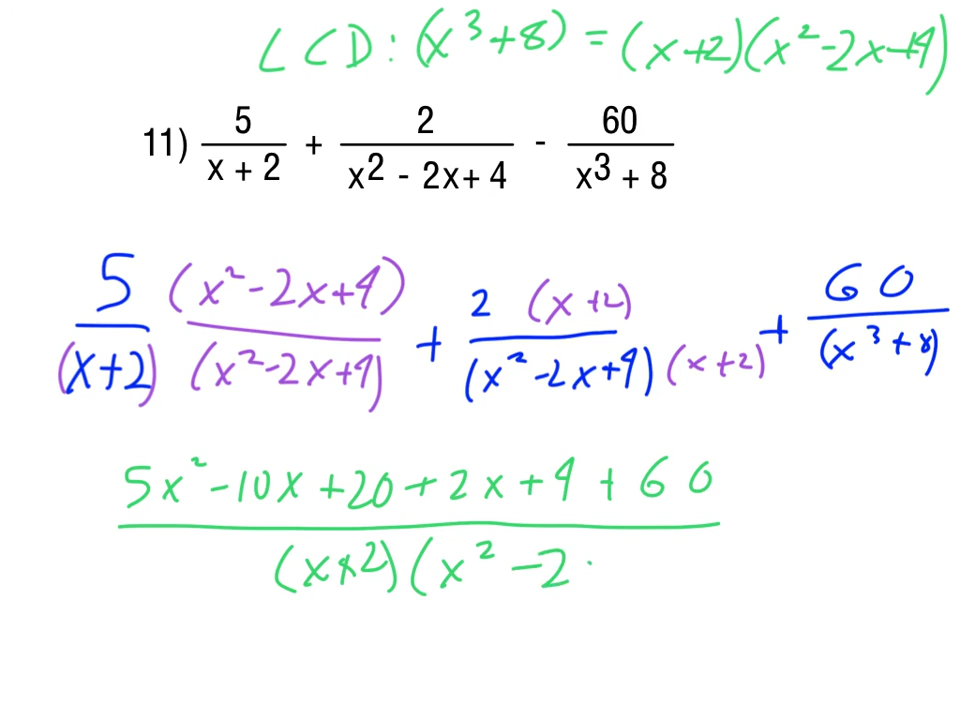 LCD: (x³+8) = (x+2)(x²-2x+4)
11) 5/(x + 2) + 2/(x² - 2x + 4) - 60/(x³ + 8)
5/(x+2) (x²-2x+4)/(x²-2x+4) + 2/(x²-2x+4) (x+2)/(x+2) + 60/(x³+8)
5x²-10x+20+2x+4+60
(x+2)(x²-2